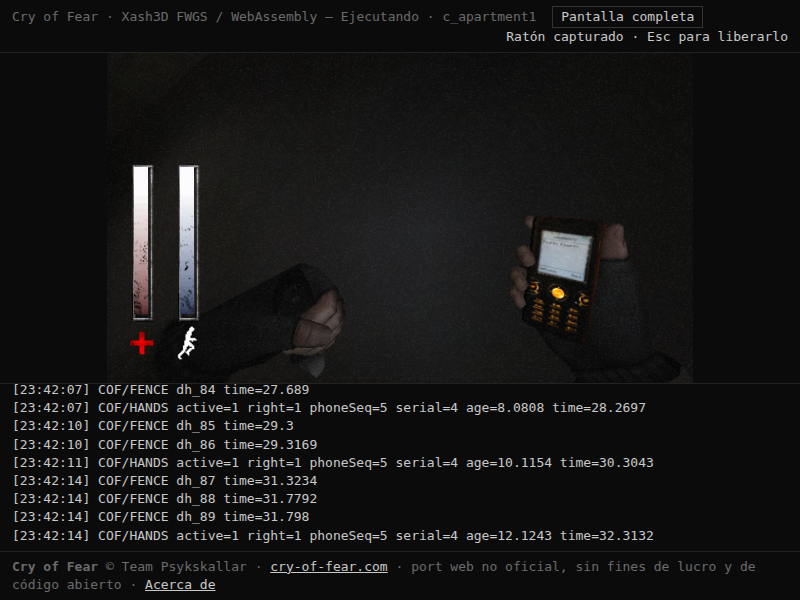 Cry of Fear · Xash3D FWGS / WebAssembly — Ejecutando · c_apartment1
Pantalla completa
Ratón capturado · Esc para liberarlo
[23:42:07] COF/FENCE dh_84 time=27.689
[23:42:07] COF/HANDS active=1 right=1 phoneSeq=5 serial=4 age=8.0808 time=28.2697
[23:42:10] COF/FENCE dh_85 time=29.3
[23:42:10] COF/FENCE dh_86 time=29.3169
[23:42:11] COF/HANDS active=1 right=1 phoneSeq=5 serial=4 age=10.1154 time=30.3043
[23:42:14] COF/FENCE dh_87 time=31.3234
[23:42:14] COF/FENCE dh_88 time=31.7792
[23:42:14] COF/FENCE dh_89 time=31.798
[23:42:14] COF/HANDS active=1 right=1 phoneSeq=5 serial=4 age=12.1243 time=32.3132
Cry of Fear © Team Psykskallar · cry-of-fear.com · port web no oficial, sin fines de lucro y de
código abierto · Acerca de